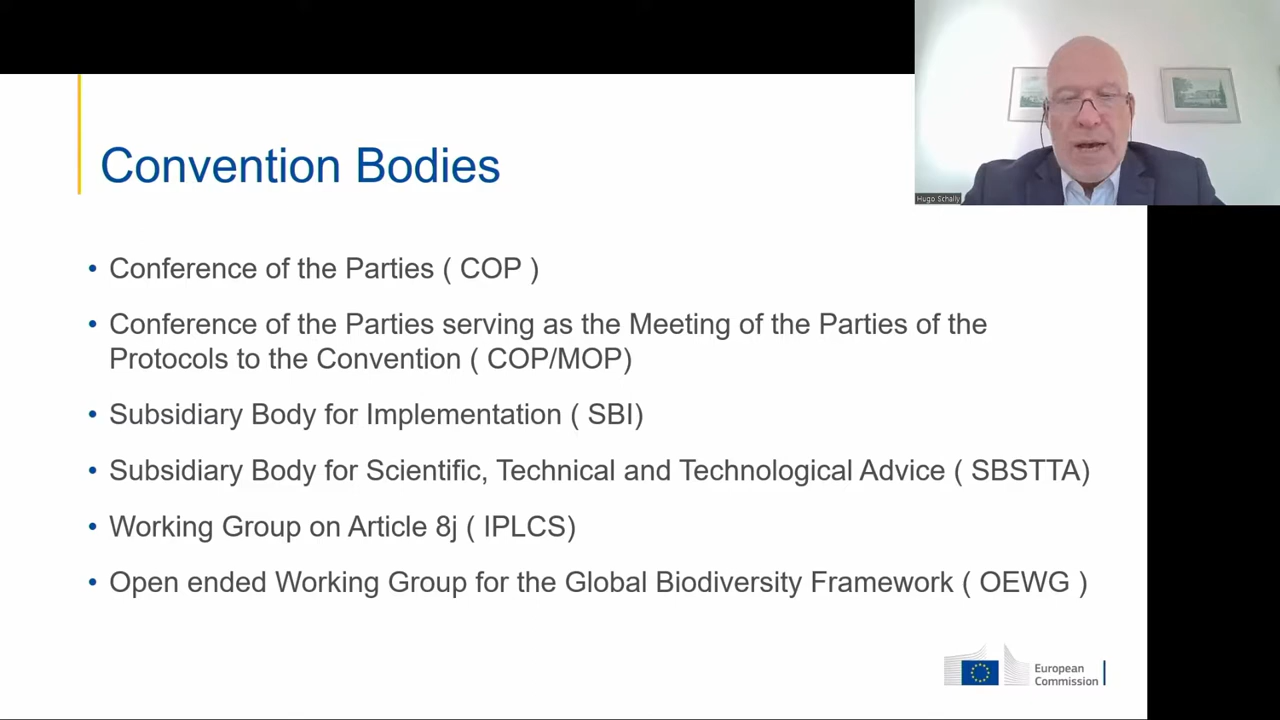 Convention Bodies
Hugo Schally
• Conference of the Parties ( COP )
• Conference of the Parties serving as the Meeting of the Parties of the
Protocols to the Convention ( COP/MOP)
• Subsidiary Body for Implementation ( SBI)
• Subsidiary Body for Scientific, Technical and Technological Advice ( SBSTTA)
• Working Group on Article 8j ( IPLCS)
• Open ended Working Group for the Global Biodiversity Framework ( OEWG )
European
Commission